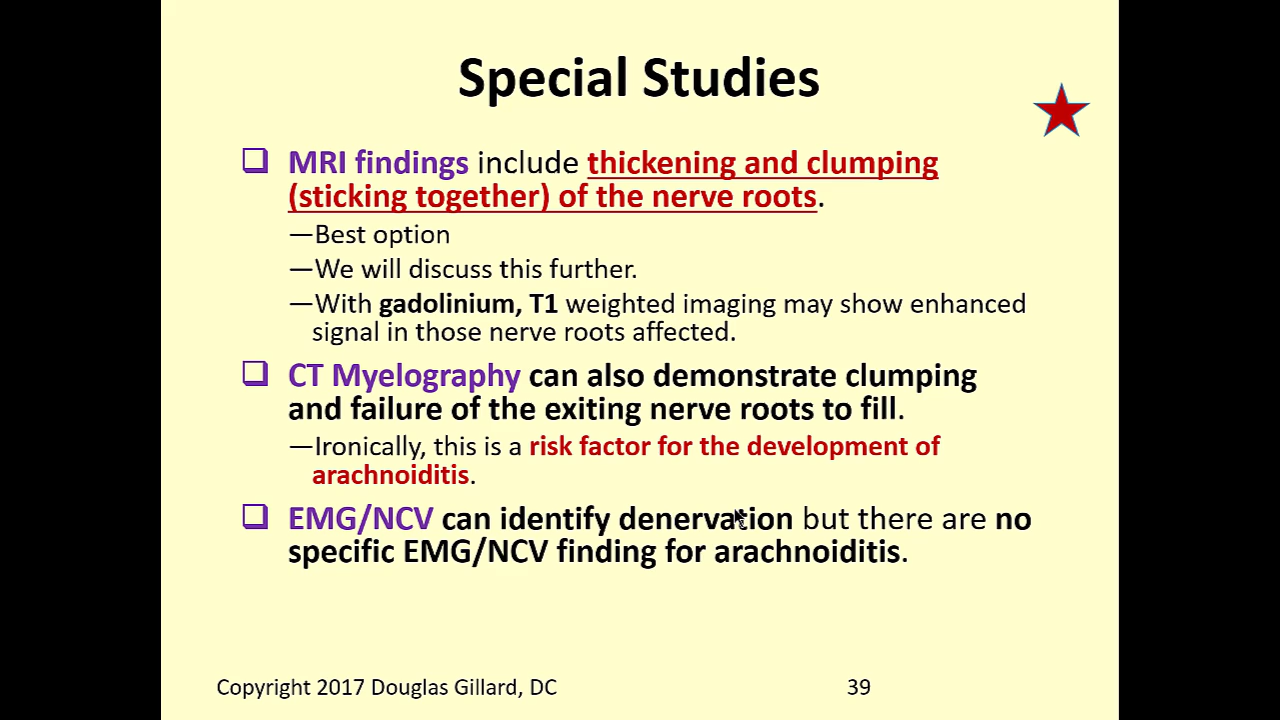 Special Studies
MRI findings include thickening and clumping
(sticking together) of the nerve roots.
—Best option
—We will discuss this further.
—With gadolinium, T1 weighted imaging may show enhanced
signal in those nerve roots affected.
CT Myelography can also demonstrate clumping
and failure of the exiting nerve roots to fill.
—Ironically, this is a risk factor for the development of
arachnoiditis.
EMG/NCV can identify denervation but there are no
specific EMG/NCV finding for arachnoiditis.
Copyright 2017 Douglas Gillard, DC 39